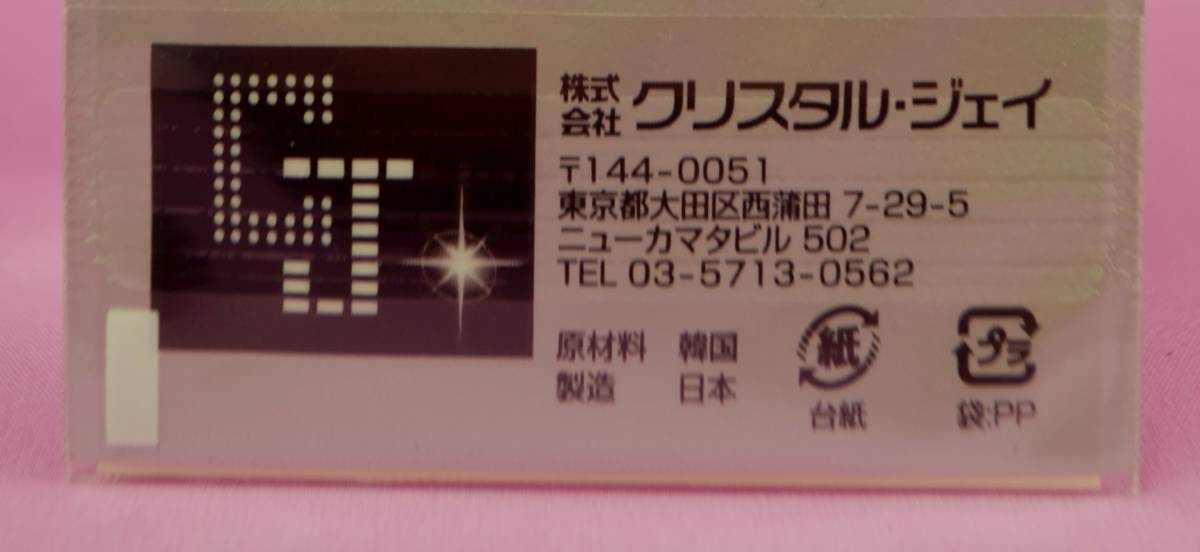 CJ
株式会社 クリスタル・ジェイ
〒144-0051
東京都大田区西蒲田 7-29-5
ニューカマタビル 502
TEL 03-5713-0562
原材料 韓国
製造 日本
紙
台紙
プラ
袋:PP